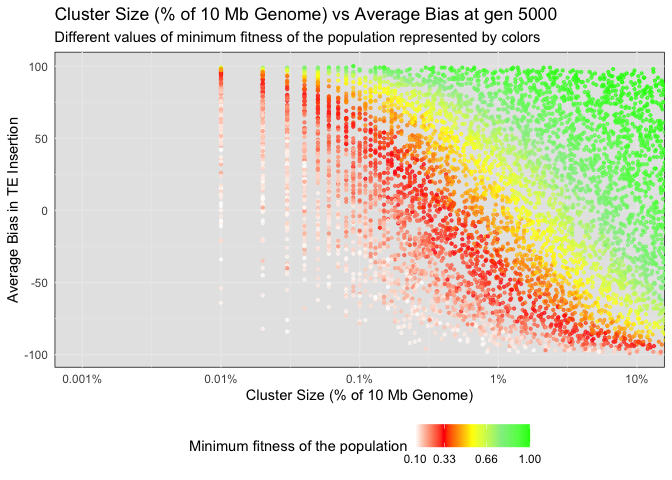 Cluster Size (% of 10 Mb Genome) vs Average Bias at gen 5000
Different values of minimum fitness of the population represented by colors
100
50
0
-50
-100
Average Bias in TE Insertion
0.001%
0.01%
0.1%
1%
10%
Cluster Size (% of 10 Mb Genome)
Minimum fitness of the population
0.10
0.33
0.66
1.00